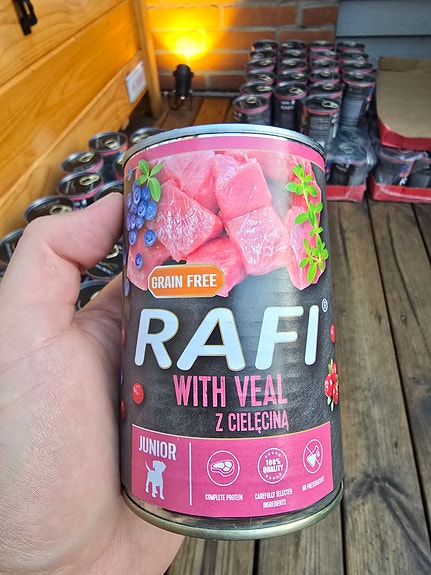 GRAIN FREE
RAFI®
WITH VEAL
Z CIELĘCINĄ
JUNIOR
100%
QUALITY
COMPLETE PROTEIN
CAREFULLY SELECTED
INGREDIENTS
NO PRESERVATIVES